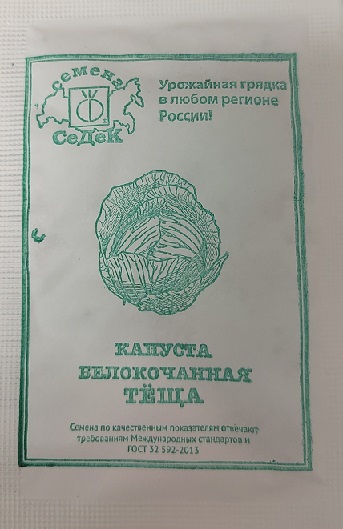 семена
СеДеК
Урожайная грядка
в любом регионе
России!
КАПУСТА
БЕЛОКОЧАННАЯ
ТЁЩА
Семена по качественным показателям отвечают
требованиям Международных стандартов и
ГОСТ 32 592-2013